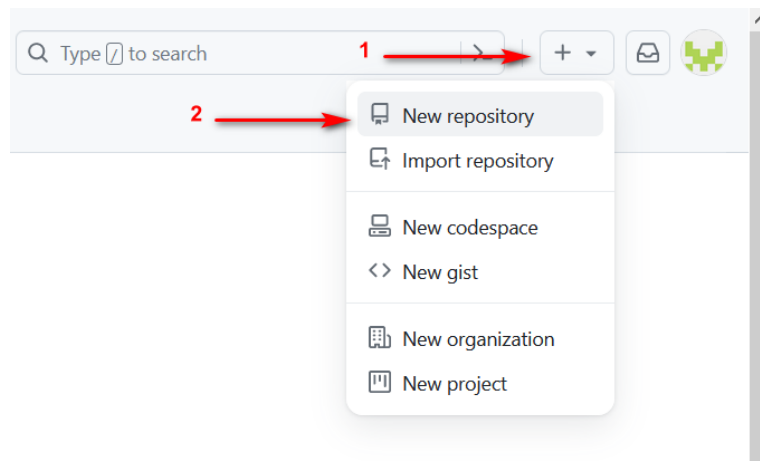 Type / to search
1
2
New repository
Import repository
New codespace
New gist
New organization
New project